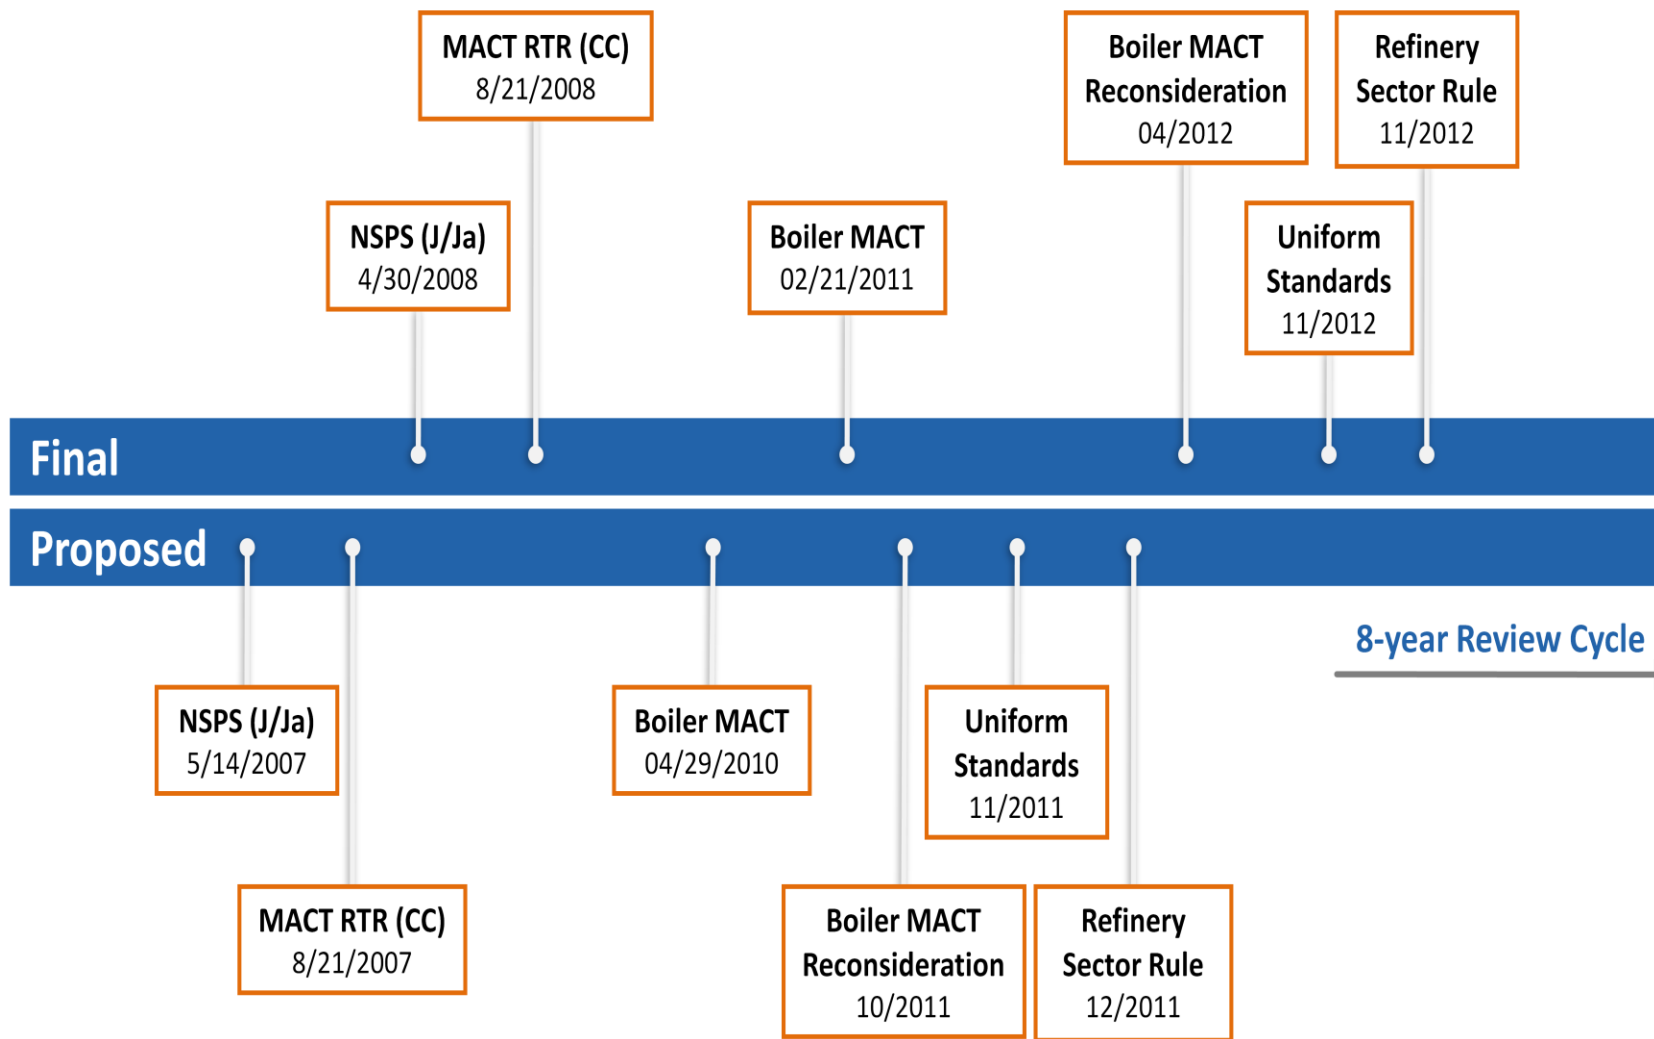 MACT RTR (CC)
8/21/2008
Boiler MACT
Reconsideration
04/2012
Refinery
Sector Rule
11/2012
NSPS (J/Ja)
4/30/2008
Boiler MACT
02/21/2011
Uniform
Standards
11/2012
Final
Proposed
8-year Review Cycle
NSPS (J/Ja)
5/14/2007
Boiler MACT
04/29/2010
Uniform
Standards
11/2011
MACT RTR (CC)
8/21/2007
Boiler MACT
Reconsideration
10/2011
Refinery
Sector Rule
12/2011